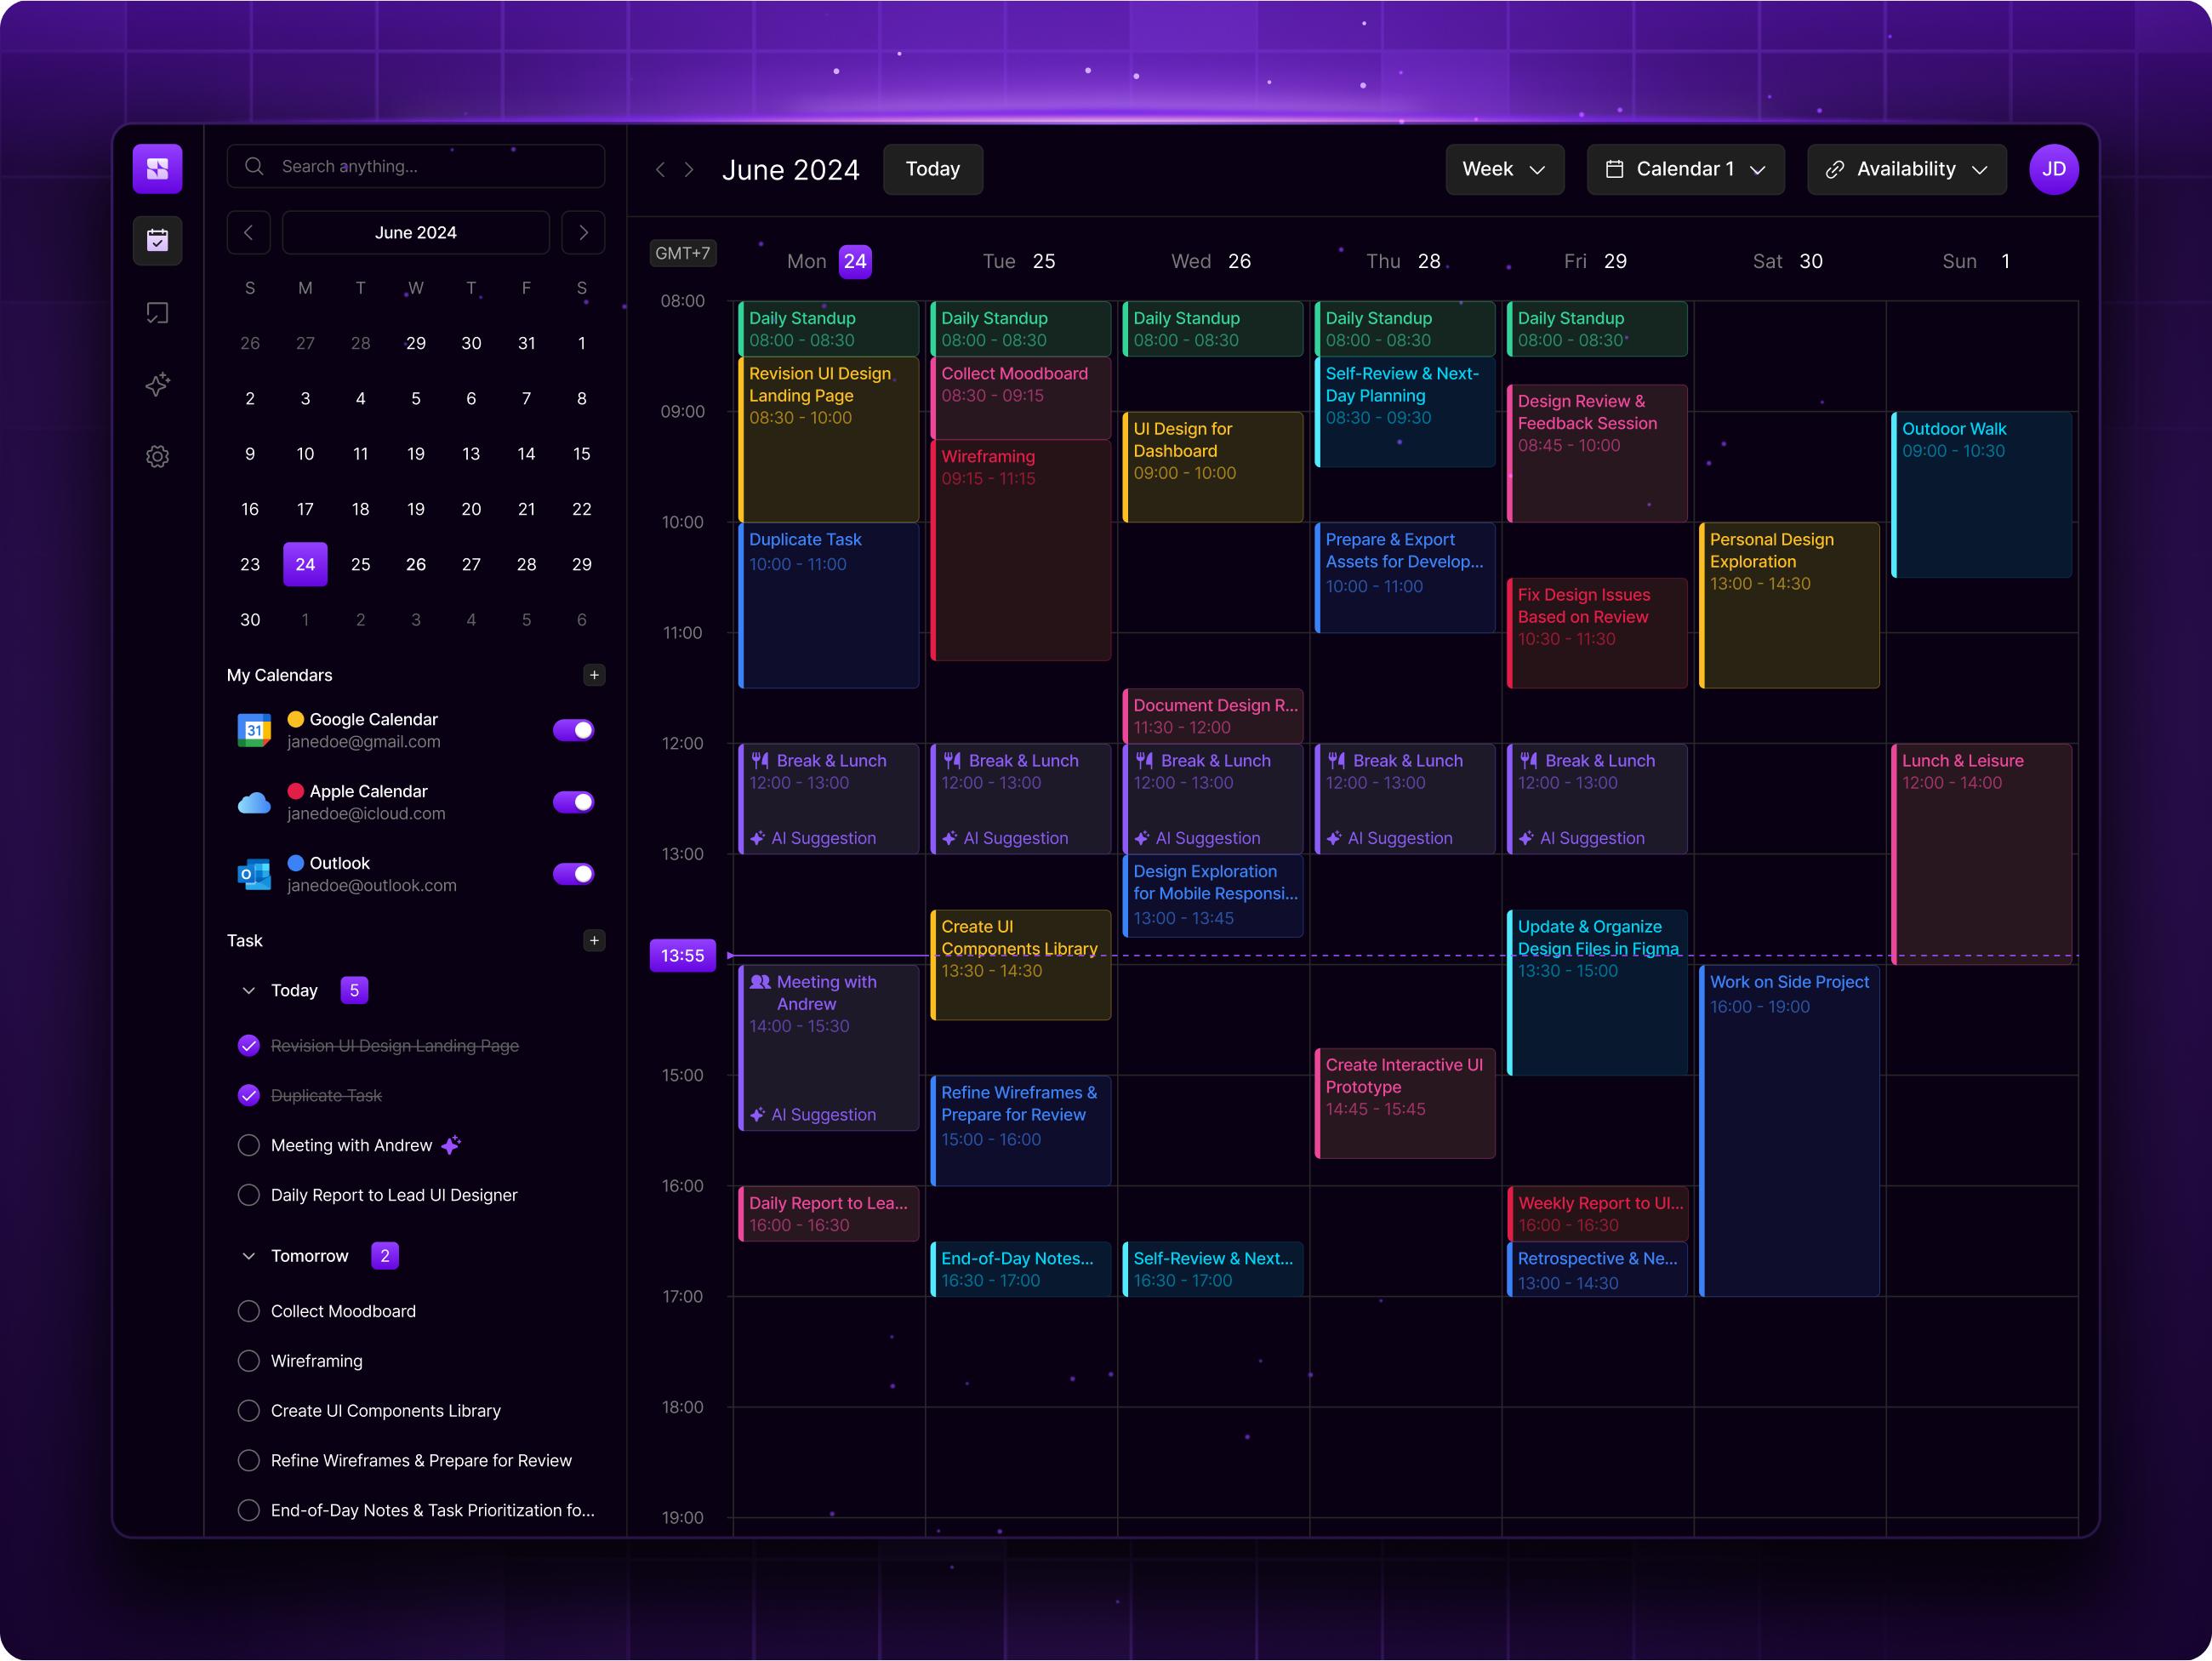 Search anything...
June 2024
S M T W T F S
26 27 28 29 30 31 1
2 3 4 5 6 7 8
9 10 11 19 13 14 15
16 17 18 19 20 21 22
23 24 25 26 27 28 29
30 1 2 3 4 5 6
My Calendars
+
31
Google Calendar
janedoe@gmail.com
Apple Calendar
janedoe@icloud.com
Outlook
janedoe@outlook.com
Task
+
Today 5
Revision UI Design Landing Page
Duplicate Task
Meeting with Andrew
Daily Report to Lead UI Designer
Tomorrow 2
Collect Moodboard
Wireframing
Create UI Components Library
Refine Wireframes & Prepare for Review
End-of-Day Notes & Task Prioritization fo...
June 2024
Today
Week
Calendar 1
Availability
JD
GMT+7
Mon 24
Tue 25
Wed 26
Thu 28
Fri 29
Sat 30
Sun 1
08:00
09:00
10:00
11:00
12:00
13:00
13:55
15:00
16:00
17:00
18:00
19:00
Daily Standup
08:00 - 08:30
Revision UI Design
Landing Page
08:30 - 10:00
Duplicate Task
10:00 - 11:00
Break & Lunch
12:00 - 13:00
AI Suggestion
Meeting with
Andrew
14:00 - 15:30
AI Suggestion
Daily Report to Lea...
16:00 - 16:30
Daily Standup
08:00 - 08:30
Collect Moodboard
08:30 - 09:15
Wireframing
09:15 - 11:15
Break & Lunch
12:00 - 13:00
AI Suggestion
Create UI
Components Library
13:30 - 14:30
Refine Wireframes &
Prepare for Review
15:00 - 16:00
End-of-Day Notes...
16:30 - 17:00
Daily Standup
08:00 - 08:30
UI Design for
Dashboard
09:00 - 10:00
Document Design R...
11:30 - 12:00
Break & Lunch
12:00 - 13:00
AI Suggestion
Design Exploration
for Mobile Responsi...
13:00 - 13:45
Self-Review & Next...
16:30 - 17:00
Daily Standup
08:00 - 08:30
Self-Review & Next-
Day Planning
08:30 - 09:30
Prepare & Export
Assets for Develop...
10:00 - 11:00
Break & Lunch
12:00 - 13:00
AI Suggestion
Create Interactive UI
Prototype
14:45 - 15:45
Daily Standup
08:00 - 08:30
Design Review &
Feedback Session
08:45 - 10:00
Fix Design Issues
Based on Review
10:30 - 11:30
Break & Lunch
12:00 - 13:00
AI Suggestion
Update & Organize
Design Files in Figma
13:30 - 15:00
Weekly Report to UI...
16:00 - 16:30
Retrospective & Ne...
13:00 - 14:30
Personal Design
Exploration
13:00 - 14:30
Work on Side Project
16:00 - 19:00
Outdoor Walk
09:00 - 10:30
Lunch & Leisure
12:00 - 14:00